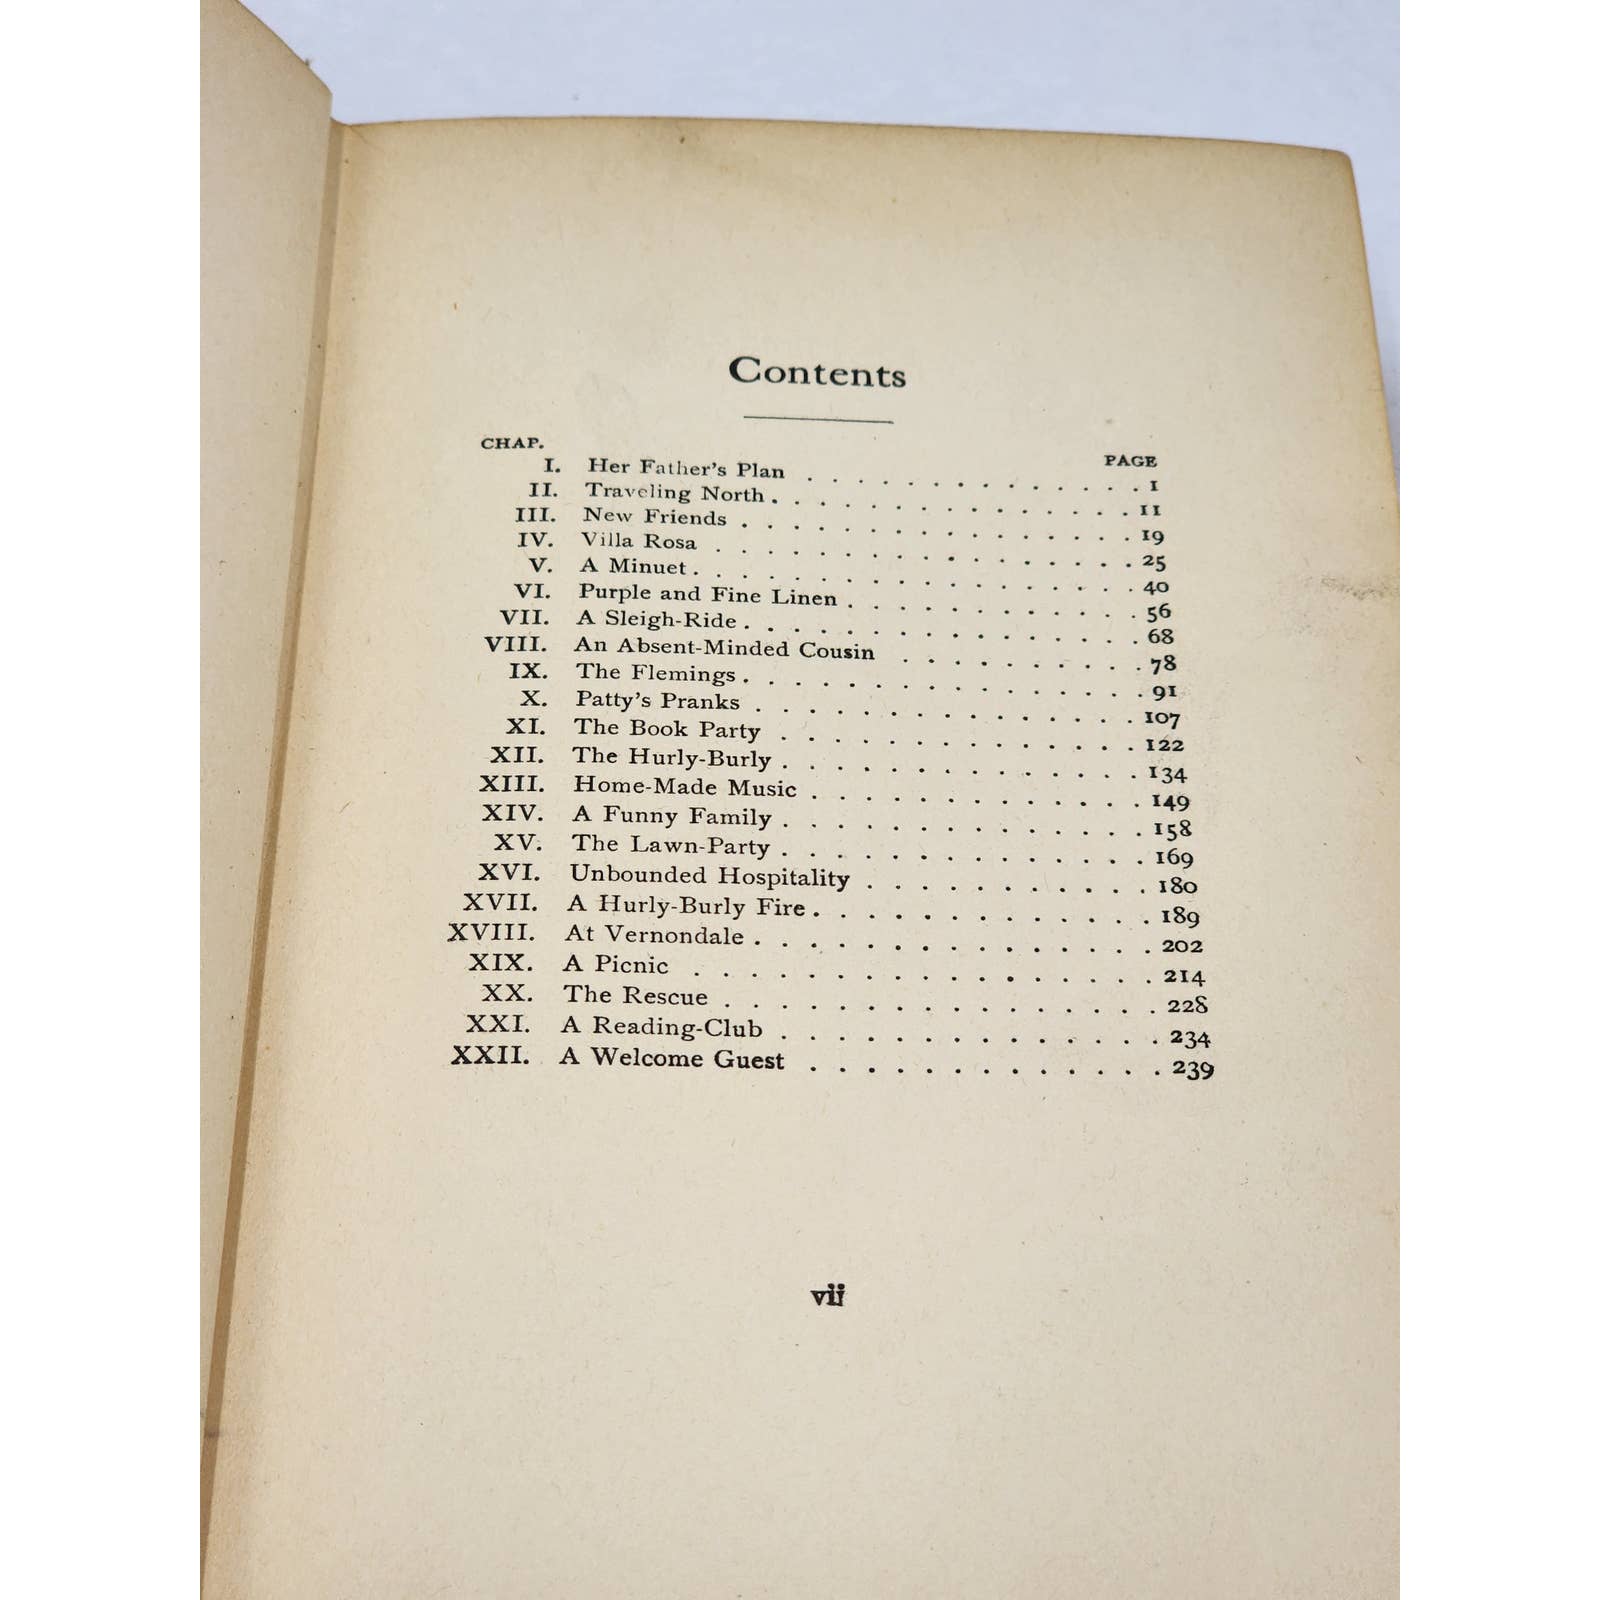 Contents
CHAP. PAGE
I. Her Father's Plan . . . . . . . . . . . . . . 1
II. Traveling North . . . . . . . . . . . . . . 11
III. New Friends . . . . . . . . . . . . . . . 19
IV. Villa Rosa . . . . . . . . . . . . . . . . 25
V. A Minuet . . . . . . . . . . . . . . . . . 40
VI. Purple and Fine Linen . . . . . . . . . . . 56
VII. A Sleigh-Ride . . . . . . . . . . . . . . . 68
VIII. An Absent-Minded Cousin . . . . . . . . . . 78
IX. The Flemings . . . . . . . . . . . . . . . 91
X. Patty's Pranks . . . . . . . . . . . . . . 107
XI. The Book Party . . . . . . . . . . . . . . 122
XII. The Hurly-Burly . . . . . . . . . . . . . 134
XIII. Home-Made Music . . . . . . . . . . . . . 149
XIV. A Funny Family . . . . . . . . . . . . . . 158
XV. The Lawn-Party . . . . . . . . . . . . . . 169
XVI. Unbounded Hospitality . . . . . . . . . . . 180
XVII. A Hurly-Burly Fire . . . . . . . . . . . . 189
XVIII. At Vernondale . . . . . . . . . . . . . . 202
XIX. A Picnic . . . . . . . . . . . . . . . . . 214
XX. The Rescue . . . . . . . . . . . . . . . . 228
XXI. A Reading-Club . . . . . . . . . . . . . . 234
XXII. A Welcome Guest . . . . . . . . . . . . . 239
vii